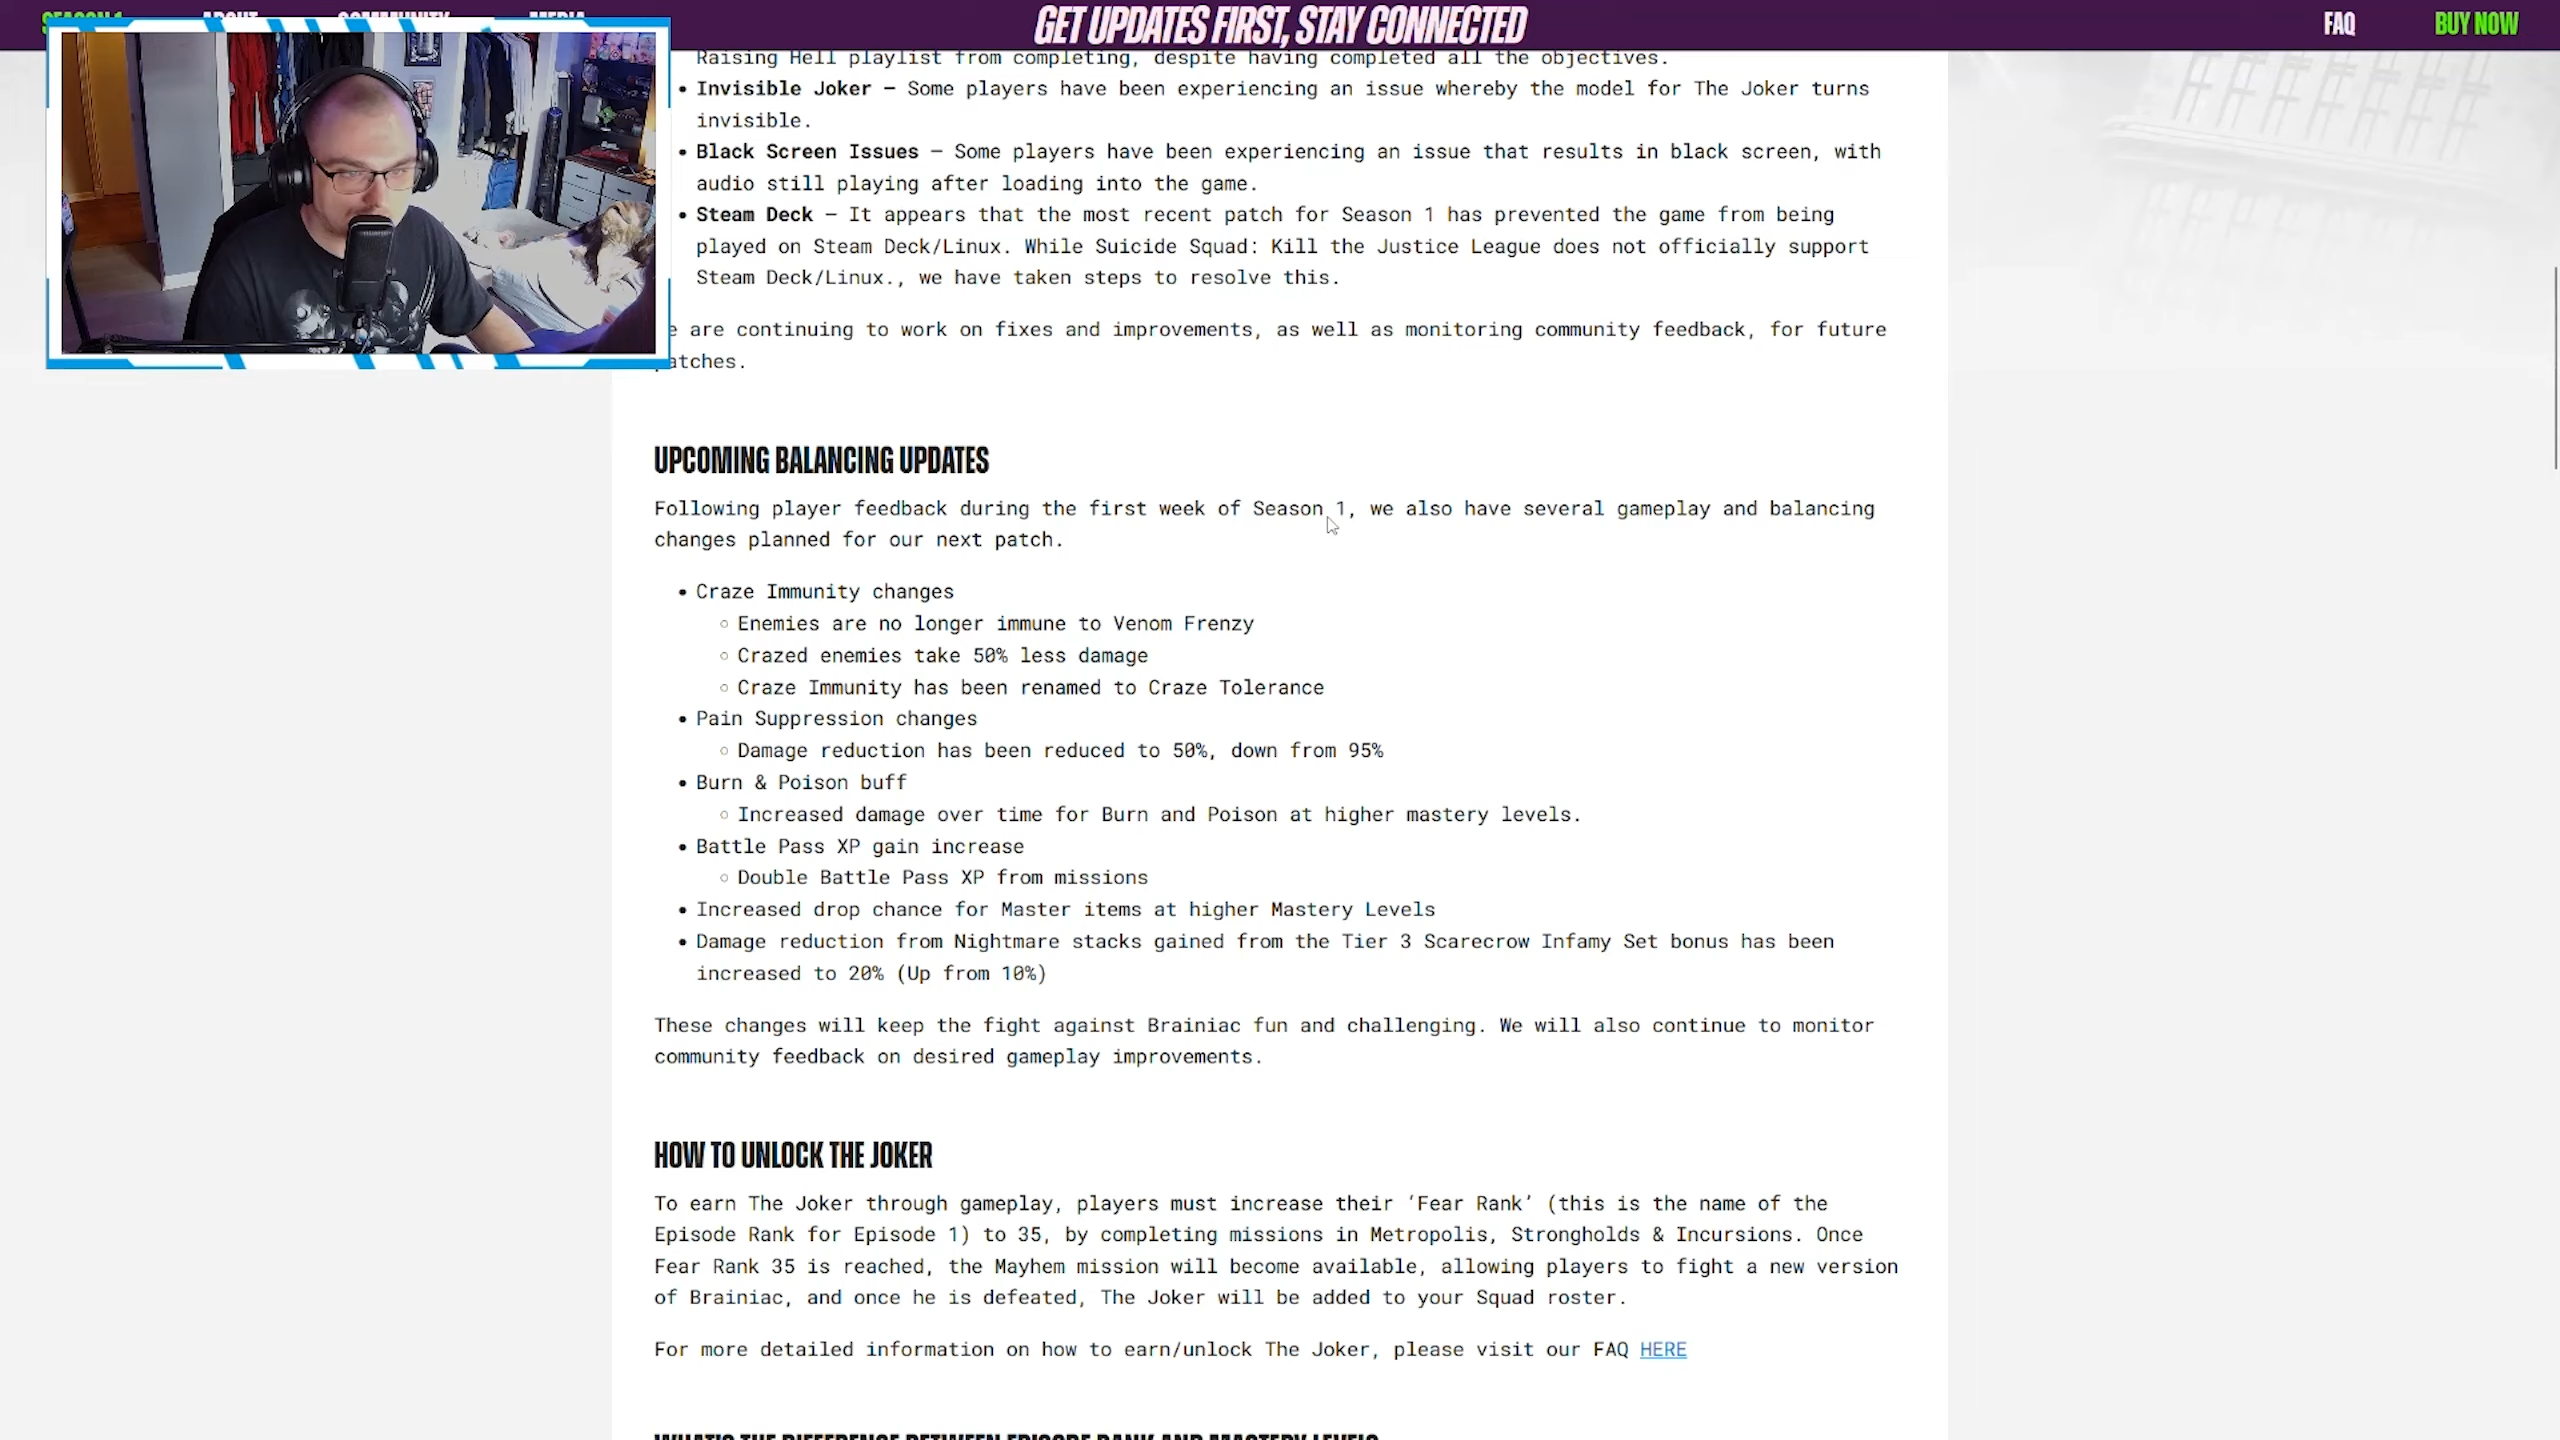 SEASON 1 ABOUT COMMUNITY MEDIA GET UPDATES FIRST, STAY CONNECTED FAQ BUY NOW
Raising Hell playlist from completing, despite having completed all the objectives.
• Invisible Joker – Some players have been experiencing an issue whereby the model for The Joker turns
invisible.
• Black Screen Issues – Some players have been experiencing an issue that results in black screen, with
audio still playing after loading into the game.
• Steam Deck – It appears that the most recent patch for Season 1 has prevented the game from being
played on Steam Deck/Linux. While Suicide Squad: Kill the Justice League does not officially support
Steam Deck/Linux., we have taken steps to resolve this.
e are continuing to work on fixes and improvements, as well as monitoring community feedback, for future
atches.
UPCOMING BALANCING UPDATES
Following player feedback during the first week of Season 1, we also have several gameplay and balancing
changes planned for our next patch.
• Craze Immunity changes
○ Enemies are no longer immune to Venom Frenzy
○ Crazed enemies take 50% less damage
○ Craze Immunity has been renamed to Craze Tolerance
• Pain Suppression changes
○ Damage reduction has been reduced to 50%, down from 95%
• Burn & Poison buff
○ Increased damage over time for Burn and Poison at higher mastery levels.
• Battle Pass XP gain increase
○ Double Battle Pass XP from missions
• Increased drop chance for Master items at higher Mastery Levels
• Damage reduction from Nightmare stacks gained from the Tier 3 Scarecrow Infamy Set bonus has been
increased to 20% (Up from 10%)
These changes will keep the fight against Brainiac fun and challenging. We will also continue to monitor
community feedback on desired gameplay improvements.
HOW TO UNLOCK THE JOKER
To earn The Joker through gameplay, players must increase their ‘Fear Rank’ (this is the name of the
Episode Rank for Episode 1) to 35, by completing missions in Metropolis, Strongholds & Incursions. Once
Fear Rank 35 is reached, the Mayhem mission will become available, allowing players to fight a new version
of Brainiac, and once he is defeated, The Joker will be added to your Squad roster.
For more detailed information on how to earn/unlock The Joker, please visit our FAQ HERE
WHAT'S THE DIFFERENCE BETWEEN EPISODE RANK AND MASTERY LEVELS